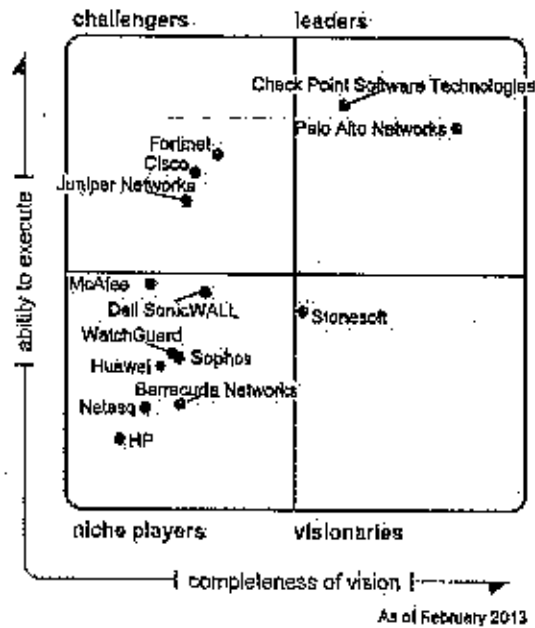 challengers
leaders
Check Point Software Technologies
Palo Alto Networks
Fortinet
Cisco
Juniper Networks
McAfee
Dell SonicWALL
Stonesoft
WatchGuard
Sophos
Huawei
Barracuda Networks
Netasq
HP
niche players
visionaries
ability to execute
completeness of vision
As of February 2013